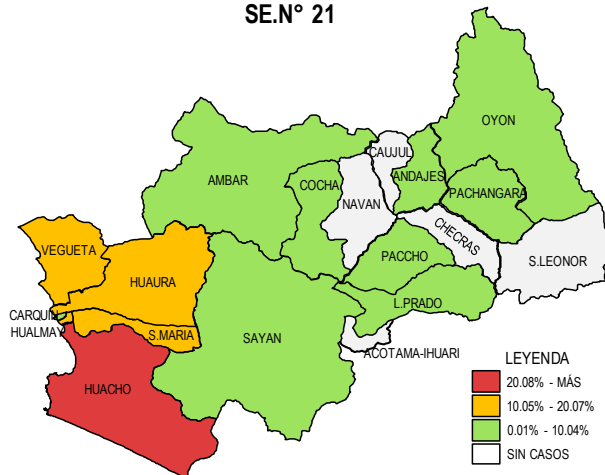 SE.N° 21
OYON
CAUJUL
AMBAR
COCHA
ANDAJES
PACHANGARA
NAVAN
CHECRAS
VEGUETA
PACCHO
S.LEONOR
HUAURA
L.PRADO
CARQUIN
HUALMAY
S.MARIA
SAYAN
ACOTAMA-IHUARI
HUACHO
LEYENDA
20.08% - MÁS
10.05% - 20.07%
0.01% - 10.04%
SIN CASOS